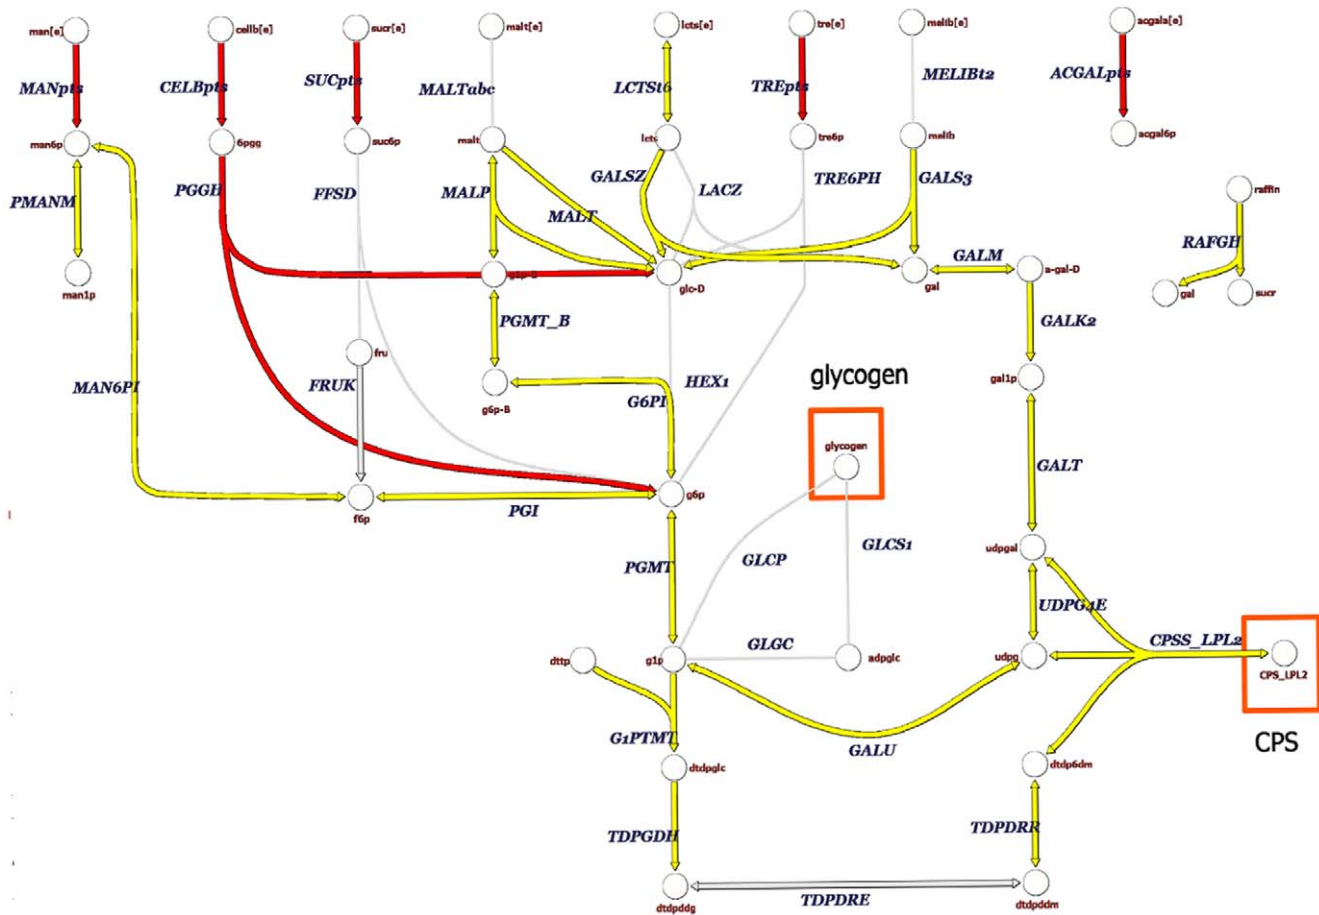 man[e] cellb[e] sucr[e] malt[e] lcts[e] tre[e] melib[e] acgala[e]
MANpts CELBpts SUCpts MALTabc LCTSt6 TREpts MELIBt2 ACGALpts
man6p 6pgg suc6p malt lcts tre6p melib acgal6p
PMANM PGGH FFSD MALP MALT GALSZ LACZ TRE6PH GALS3
raffin
RAFGH
man1p glc-D gal GALM a-gal-D gal sucr
PGMT_B GALK2
MAN6PI fru FRUK g6p-B G6PI HEX1 glycogen gal1p
glycogen
GALT
f6p PGI g6p
PGMT GLCP GLCS1 udpgal
UDPG4E CPSS_LPL2
dttp g1p GLGC adpglc udpg CPS_LPL2
G1PTMT GALU CPS
dtdpglc dtdp6dm
TDPGDH TDPDRR
dtdpddg TDPDRE dtdpddm